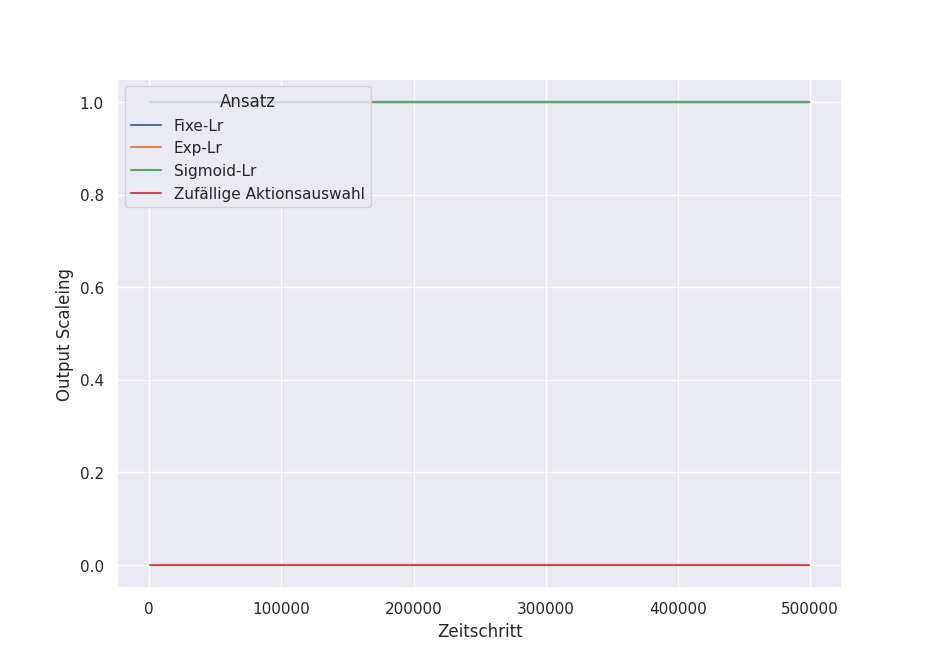 Ansatz
Fixe-Lr
Exp-Lr
Sigmoid-Lr
Zufällige Aktionsauswahl
1.0
0.8
0.6
0.4
0.2
0.0
Output Scaleing
0
100000
200000
300000
400000
500000
Zeitschritt